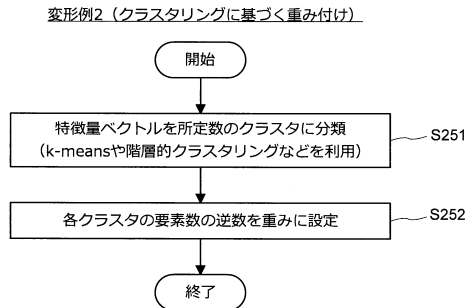 変形例2（クラスタリングに基づく重み付け）
開始
特徴量ベクトルを所定数のクラスタに分類
（k-meansや階層的クラスタリングなどを利用）
S251
各クラスタの要素数の逆数を重みに設定
S252
終了